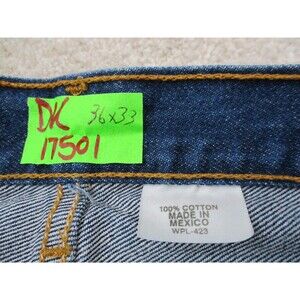 DK 36x33
17501
100% COTTON
MADE IN
MEXICO
WPL-423